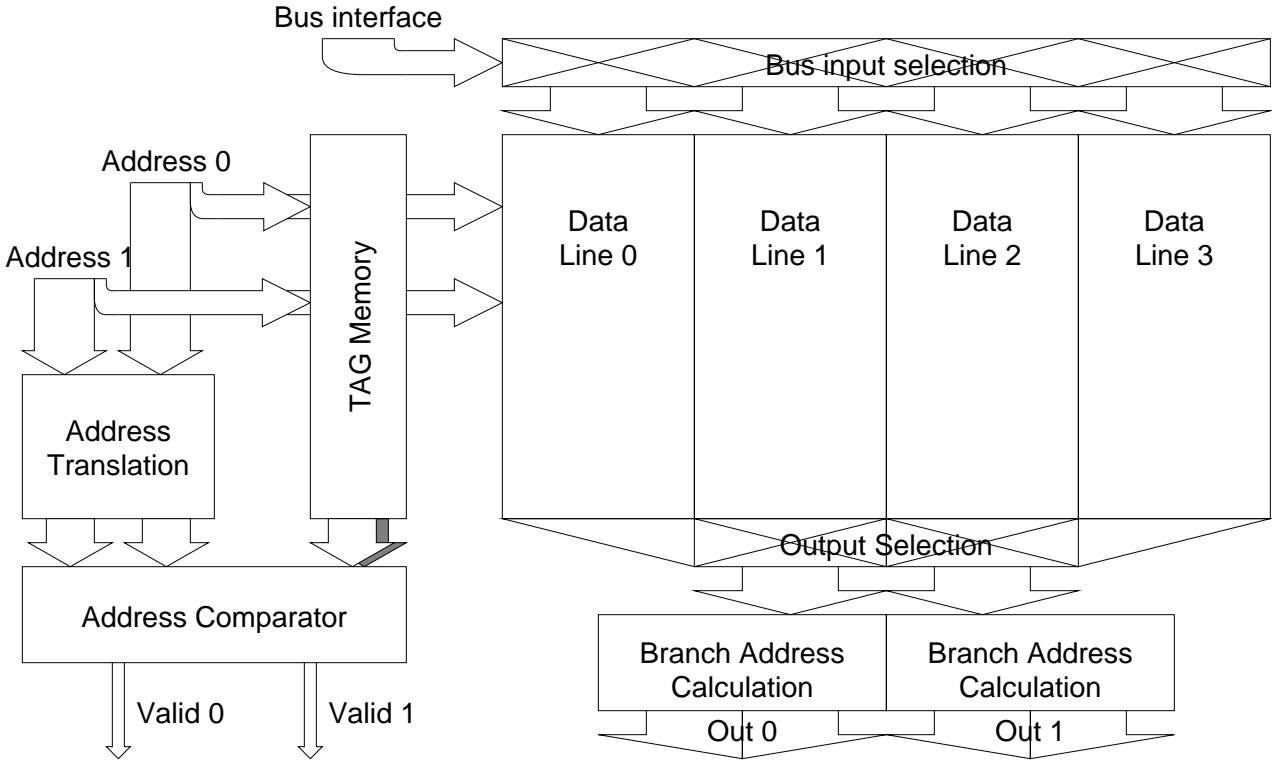 Bus interface
Bus input selection
Address 0
Address 1
TAG Memory
Data
Line 0
Data
Line 1
Data
Line 2
Data
Line 3
Address
Translation
Output Selection
Address Comparator
Branch Address
Calculation
Branch Address
Calculation
Valid 0
Valid 1
Out 0
Out 1